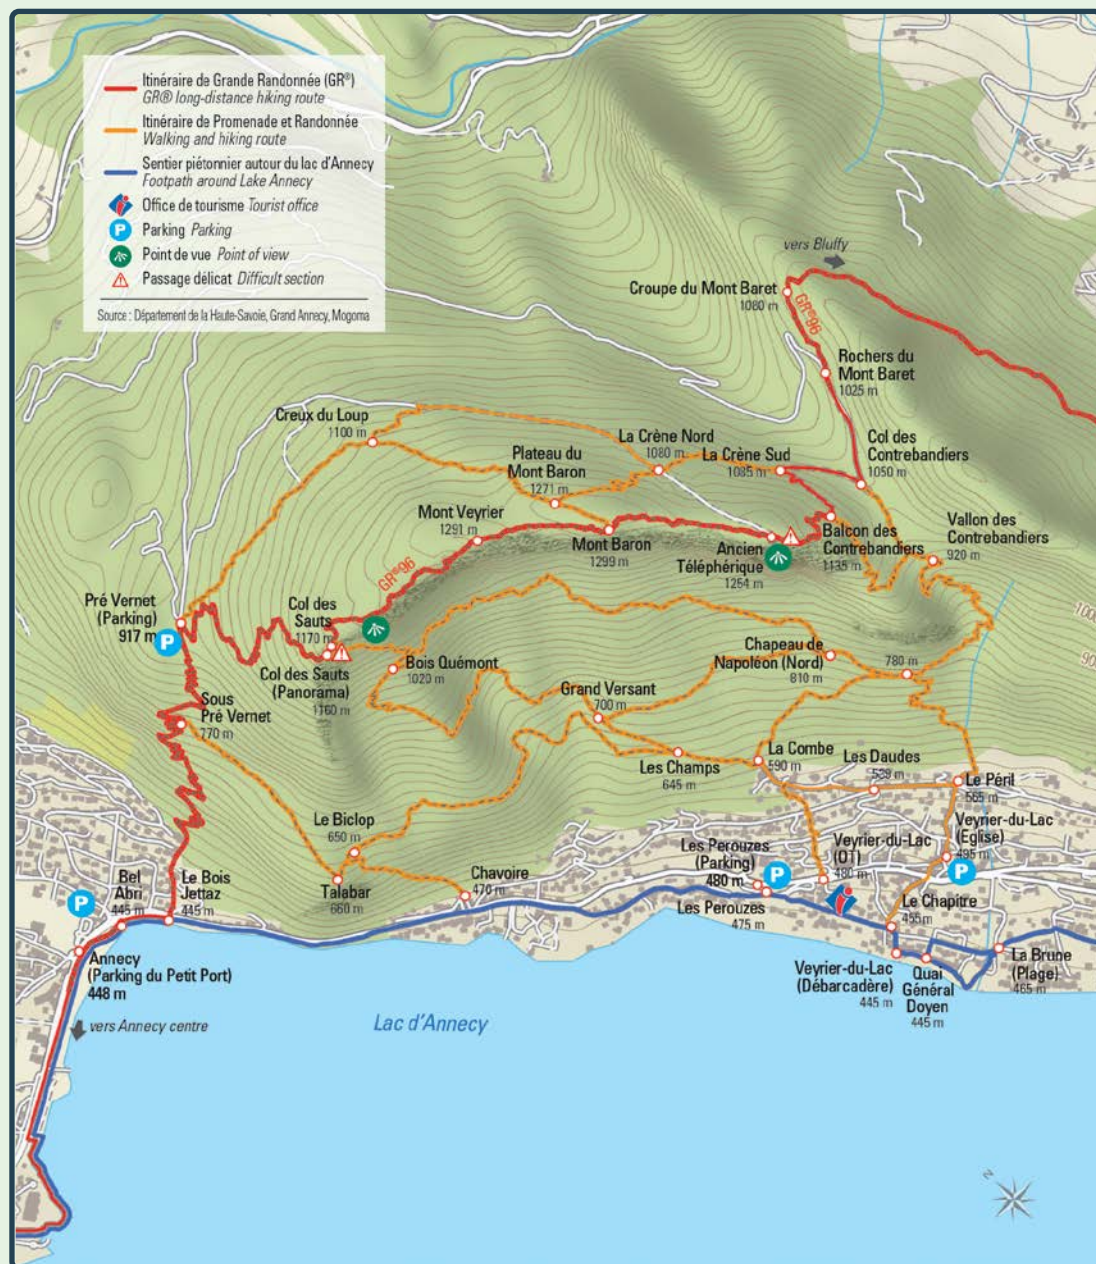 Itinéraire de Grande Randonnée (GR®)
GR® long-distance hiking route
Itinéraire de Promenade et Randonnée
Walking and hiking route
Sentier piétonnier autour du lac d'Annecy
Footpath around Lake Annecy
Office de tourisme Tourist office
P Parking Parking
Point de vue Point of view
Passage délicat Difficult section
Source : Département de la Haute-Savoie, Grand Annecy, Mogoma
vers Bluffy
Croupe du Mont Baret
1080 m
GR®96
Rochers du
Mont Baret
1025 m
Creux du Loup
1100 m
La Crène Nord
1080 m
La Crène Sud
1085 m
Col des
Contrebandiers
1050 m
Plateau du
Mont Baron
1271 m
Mont Veyrier
1291 m
Mont Baron
1299 m
Ancien
Téléphérique
1254 m
Balcon des
Contrebandiers
1135 m
Vallon des
Contrebandiers
920 m
GR®96
Pré Vernet
(Parking)
917 m
P
Col des
Sauts
1170 m
Col des Sauts
(Panorama)
1160 m
Bois Quémont
1020 m
Chapeau de
Napoléon (Nord)
810 m
780 m
Sous
Pré Vernet
770 m
Grand Versant
700 m
Les Champs
645 m
La Combe
590 m
Les Daudes
Le Péril
565 m
Le Biclop
650 m
Talabar
660 m
Chavoire
470 m
Les Perouzes
(Parking)
480 m
P
Les Perouzes
475 m
Veyrier-du-Lac
(OT)
480 m
Veyrier-du-Lac
(Eglise)
495 m
P
Le Chapitre
455 m
Bel
Abri
445 m
Le Bois
Jettaz
445 m
P
Annecy
(Parking du Petit Port)
448 m
vers Annecy centre
Veyrier-du-Lac
(Débarcadère)
445 m
Quai
Général
Doyen
445 m
La Brune
(Plage)
465 m
Lac d'Annecy